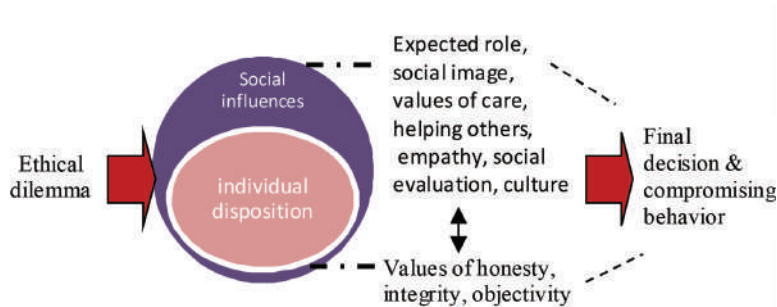 Ethical
dilemma
Social
influences
individual
disposition
Expected role,
social image,
values of care,
helping others,
empathy, social
evaluation, culture
Values of honesty,
integrity, objectivity
Final
decision &
compromising
behavior